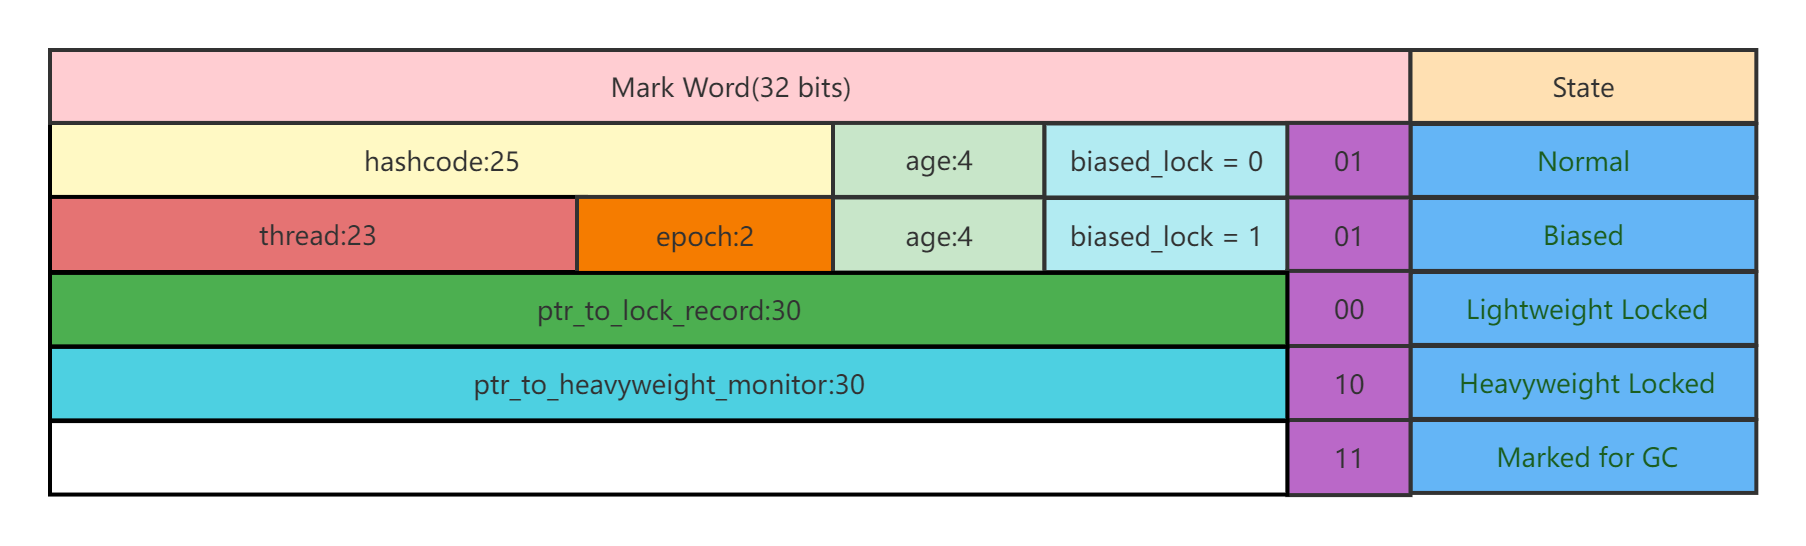 Mark Word(32 bits) State
hashcode:25 age:4 biased_lock = 0 01 Normal
thread:23 epoch:2 age:4 biased_lock = 1 01 Biased
ptr_to_lock_record:30 00 Lightweight Locked
ptr_to_heavyweight_monitor:30 10 Heavyweight Locked
11 Marked for GC